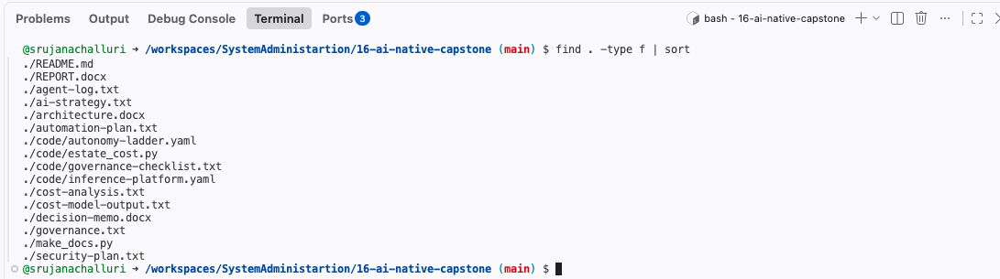 Problems Output Debug Console Terminal Ports 3 bash - 16-ai-native-capstone
@srujanachalluri → /workspaces/SystemAdministartion/16-ai-native-capstone (main) $ find . -type f | sort
./README.md
./REPORT.docx
./agent-log.txt
./ai-strategy.txt
./architecture.docx
./automation-plan.txt
./code/autonomy-ladder.yaml
./code/estate_cost.py
./code/governance-checklist.txt
./code/inference-platform.yaml
./cost-analysis.txt
./cost-model-output.txt
./decision-memo.docx
./governance.txt
./make_docs.py
./security-plan.txt
@srujanachalluri → /workspaces/SystemAdministartion/16-ai-native-capstone (main) $